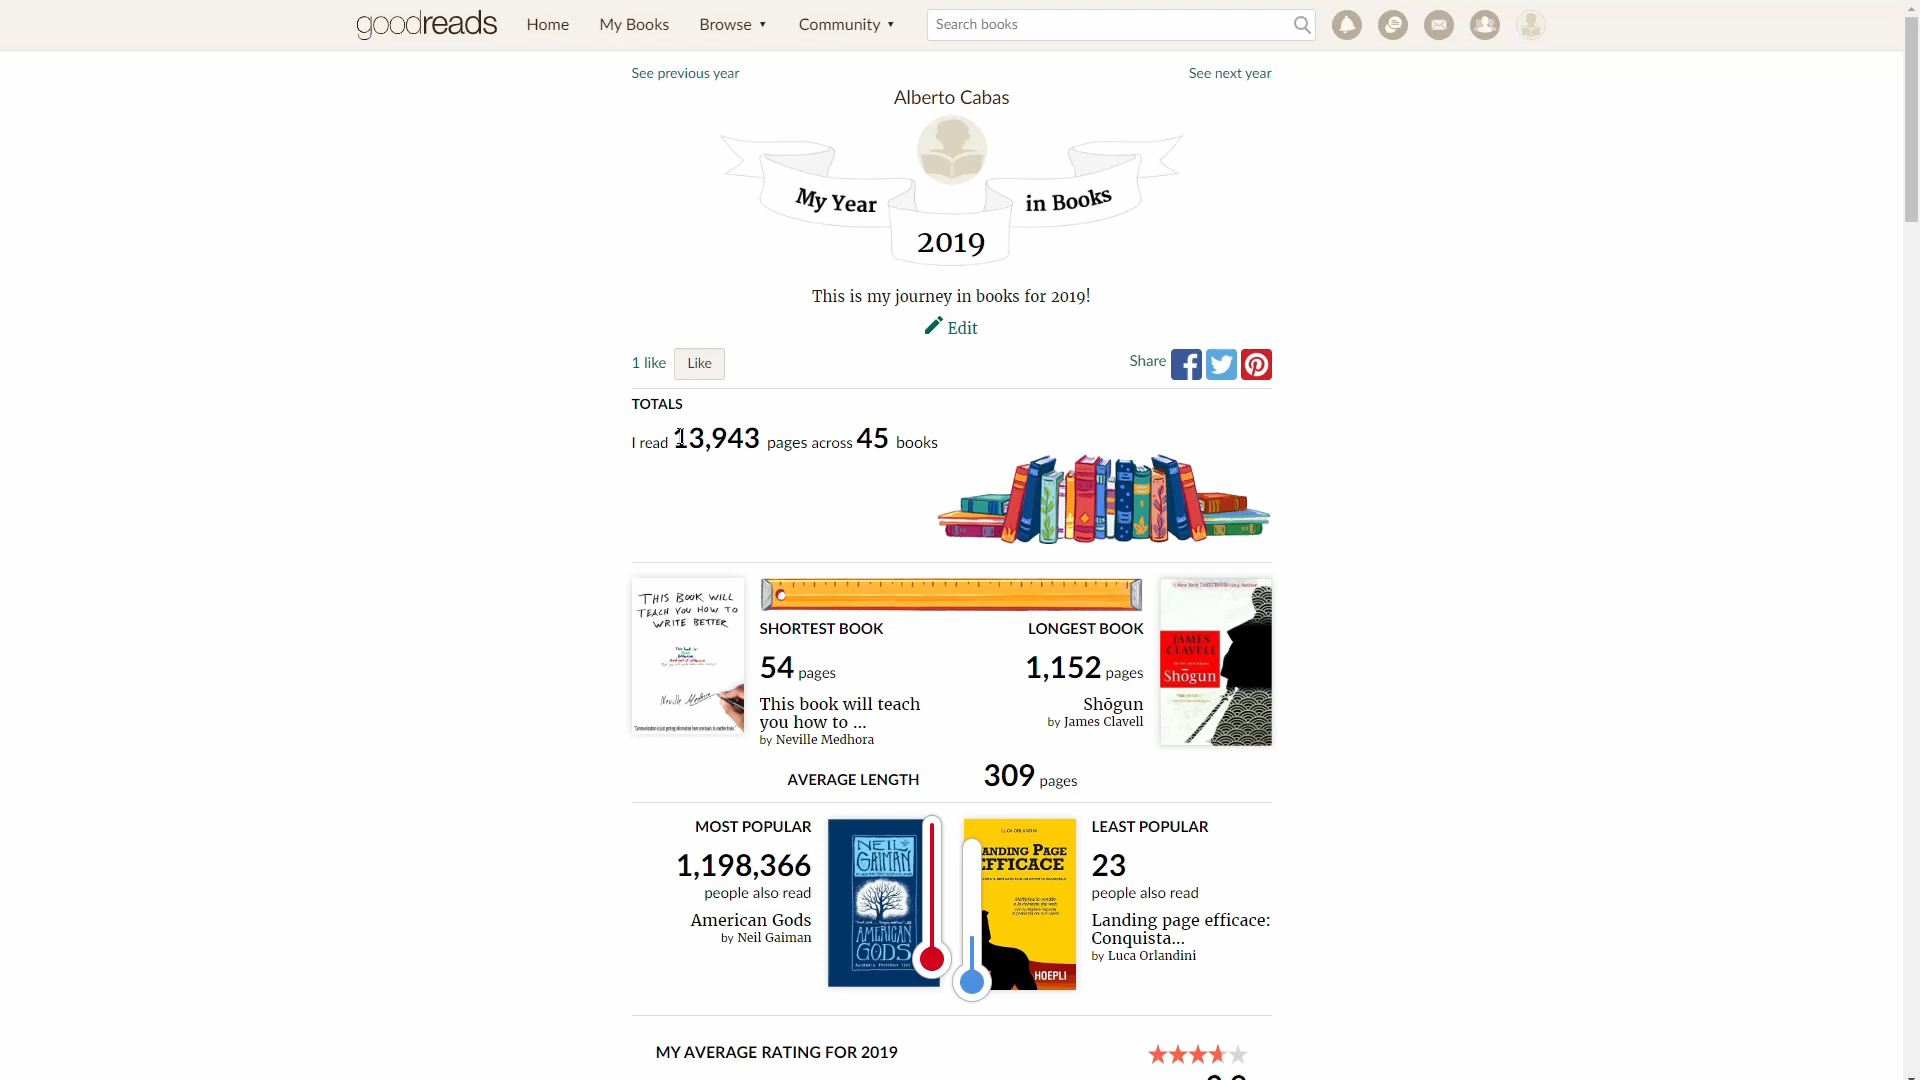 goodreads Home My Books Browse ▼ Community ▼ Search books
See previous year See next year
Alberto Cabas
My Year in Books
2019
This is my journey in books for 2019!
Edit
1 like Like Share
TOTALS
I read 13,943 pages across 45 books
THIS BOOK WILL
TEACH YOU HOW TO
WRITE BETTER
SHORTEST BOOK
54 pages
This book will teach
you how to ...
by Neville Medhora
LONGEST BOOK
1,152 pages
Shōgun
by James Clavell
JAMES
CLAVELL
Shogun
AVERAGE LENGTH 309 pages
MOST POPULAR
1,198,366
people also read
American Gods
by Neil Gaiman
NEIL
GAIMAN
AMERICAN
GODS
LUCA ORLANDINI
LANDING PAGE
EFFICACE
HOEPLI
LEAST POPULAR
23
people also read
Landing page efficace:
Conquista...
by Luca Orlandini
MY AVERAGE RATING FOR 2019